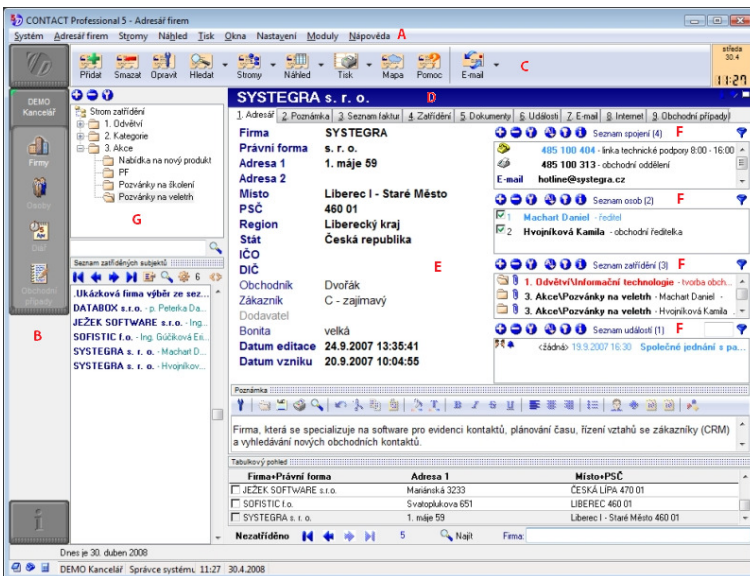 CONTACT Professional 5 - Adresář firem
Systém Adresář firem Stromy Náhled Tisk Okna Nastavení Moduly Nápověda A
Přidat Smazat Opravit Hledat Stromy Náhled Tisk Mapa Pomoc E-mail C
středa
30.4
11:27
DEMO
Kancelář
Firmy
Osoby
Diář
Obchodní
případy
B
Strom zatřídění
1. Odvětví
2. Kategorie
3. Akce
Nabídka na nový produkt
PF
Pozvánky na školení
Pozvánky na veletrh
G
Seznam zatříděných subjektů
6
.Ukázková firma výběr ze sez...
DATABOX s.r.o. - p. Peterka Da...
JEŽEK SOFTWARE s.r.o. - Ing...
SOFISTIC f.o. - Ing. Gúčiková Eri...
SYSTEGRA s. r. o. - Machart D...
SYSTEGRA s. r. o. - Hvojníkov...
SYSTEGRA s. r. o. D
1. Adresář 2. Poznámka 3. Seznam faktur 4. Zatřídění 5 Dokumenty 6 Události 7. E-mail 8. Internet 9. Obchodní případy
Firma SYSTEGRA
Právní forma s. r. o.
Adresa 1 1. máje 59
Adresa 2
Místo Liberec I - Staré Město
PSČ 460 01
Region Liberecký kraj
Stát Česká republika
IČO
DIČ
E
Obchodník Dvořák
Zákazník C - zajímavý
Dodavatel
Bonita velká
Datum editace 24.9.2007 13:35:41
Datum vzniku 20.9.2007 10:04:55
Seznam spojení (4) F
485 100 404 - linka technické podpory 8:00 - 16:00
485 100 313 - obchodní oddělení
E-mail hotline@systegra.cz
Seznam osob (2) F
1 Machart Daniel - ředitel
2 Hvojníková Kamila - obchodní ředitelka
Seznam zatřídění (3) F
1. Odvětví\Informační technologie - tvorba obch...
3. Akce\Pozvánky na veletrh - Machart Daniel -
3. Akce\Pozvánky na veletrh - Hvojníková Kamila
Seznam událostí (1) F
<žádná> 19.9.2007 16:30 Společné jednání s pa...
Poznámka
Firma, která se specializuje na software pro evidenci kontaktů, plánování času, řízení vztahů se zákazníky (CRM)
a vyhledávání nových obchodních kontaktů.
Tabulkový pohled
Firma+Právní forma Adresa 1 Místo+PSČ
JEŽEK SOFTWARE s.r.o. Mariánská 3233 ČESKÁ LÍPA 470 01
SOFISTIC f.o. Svatoplukova 651 LIBEREC 460 01
SYSTEGRA s. r. o. 1. máje 59 Liberec I - Staré Město 460 01
Nezatříděno 5 Najít Firma:
Dnes je 30. duben 2008
DEMO Kancelář Správce systému 11:27 30.4.2008